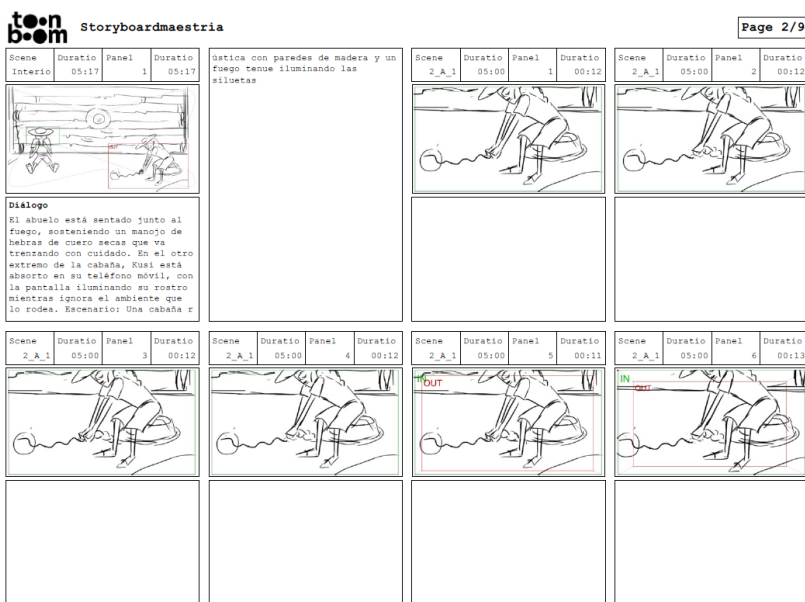 toon boom
Storyboardmaestria
Page 2/9
Scene Duratio Panel Duratio
Interio 05:17 1 05:17
Diálogo
El abuelo está sentado junto al
fuego, sosteniendo un manojo de
hebras de cuero secas que va
trenzando con cuidado. En el otro
extremo de la cabaña, Kusi está
absorto en su teléfono móvil, con
la pantalla iluminando su rostro
mientras ignora el ambiente que
lo rodea. Escenario: Una cabaña r
ústica con paredes de madera y un
fuego tenue iluminando las
siluetas
Scene Duratio Panel Duratio
2_A_1 05:00 1 00:12
Scene Duratio Panel Duratio
2_A_1 05:00 2 00:12
Scene Duratio Panel Duratio
2_A_1 05:00 3 00:12
Scene Duratio Panel Duratio
2_A_1 05:00 4 00:12
Scene Duratio Panel Duratio
2_A_1 05:00 5 00:11
IN
OUT
Scene Duratio Panel Duratio
2_A_1 05:00 6 00:13
IN
OUT